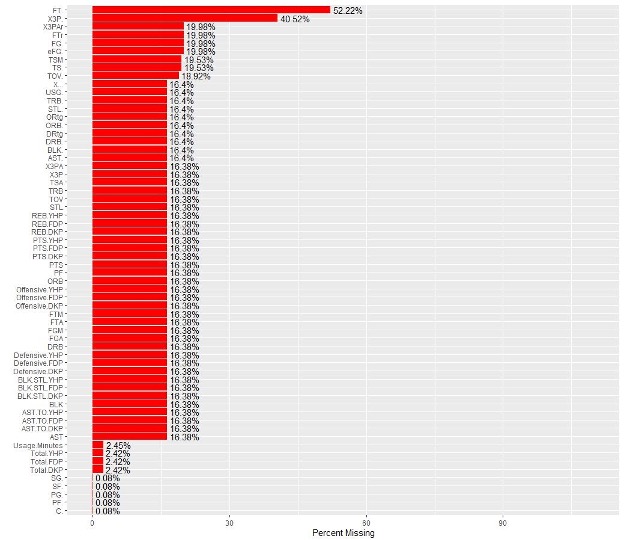 FT. 52.22%
X3P. 40.52%
X3PAr 19.98%
FTr 19.98%
FG. 19.98%
eFG. 19.98%
TSM 19.53%
TS. 19.53%
TOV. 18.92%
X.. 16.4%
USG. 16.4%
TRB. 16.4%
STL. 16.4%
ORtg 16.4%
ORB. 16.4%
DRtg 16.4%
DRB. 16.4%
BLK. 16.4%
AST. 16.4%
X3PA 16.38%
X3P 16.38%
TSA 16.38%
TRB 16.38%
TOV 16.38%
STL 16.38%
REB.YHP 16.38%
REB.FDP 16.38%
REB.DKP 16.38%
PTS.YHP 16.38%
PTS.FDP 16.38%
PTS.DKP 16.38%
PTS 16.38%
PF 16.38%
ORB 16.38%
Offensive.YHP 16.38%
Offensive.FDP 16.38%
Offensive.DKP 16.38%
FTM 16.38%
FTA 16.38%
FGM 16.38%
FGA 16.38%
DRB 16.38%
Defensive.YHP 16.38%
Defensive.FDP 16.38%
Defensive.DKP 16.38%
BLK.STL.YHP 16.38%
BLK.STL.FDP 16.38%
BLK.STL.DKP 16.38%
BLK 16.38%
AST.TO.YHP 16.38%
AST.TO.FDP 16.38%
AST.TO.DKP 16.38%
AST 16.38%
Usage.Minutes 2.45%
Total.YHP 2.42%
Total.FDP 2.42%
Total.DKP 2.42%
SG. 0.08%
SF. 0.08%
PG. 0.08%
PF. 0.08%
C. 0.08%
0 30 60 90
Percent Missing